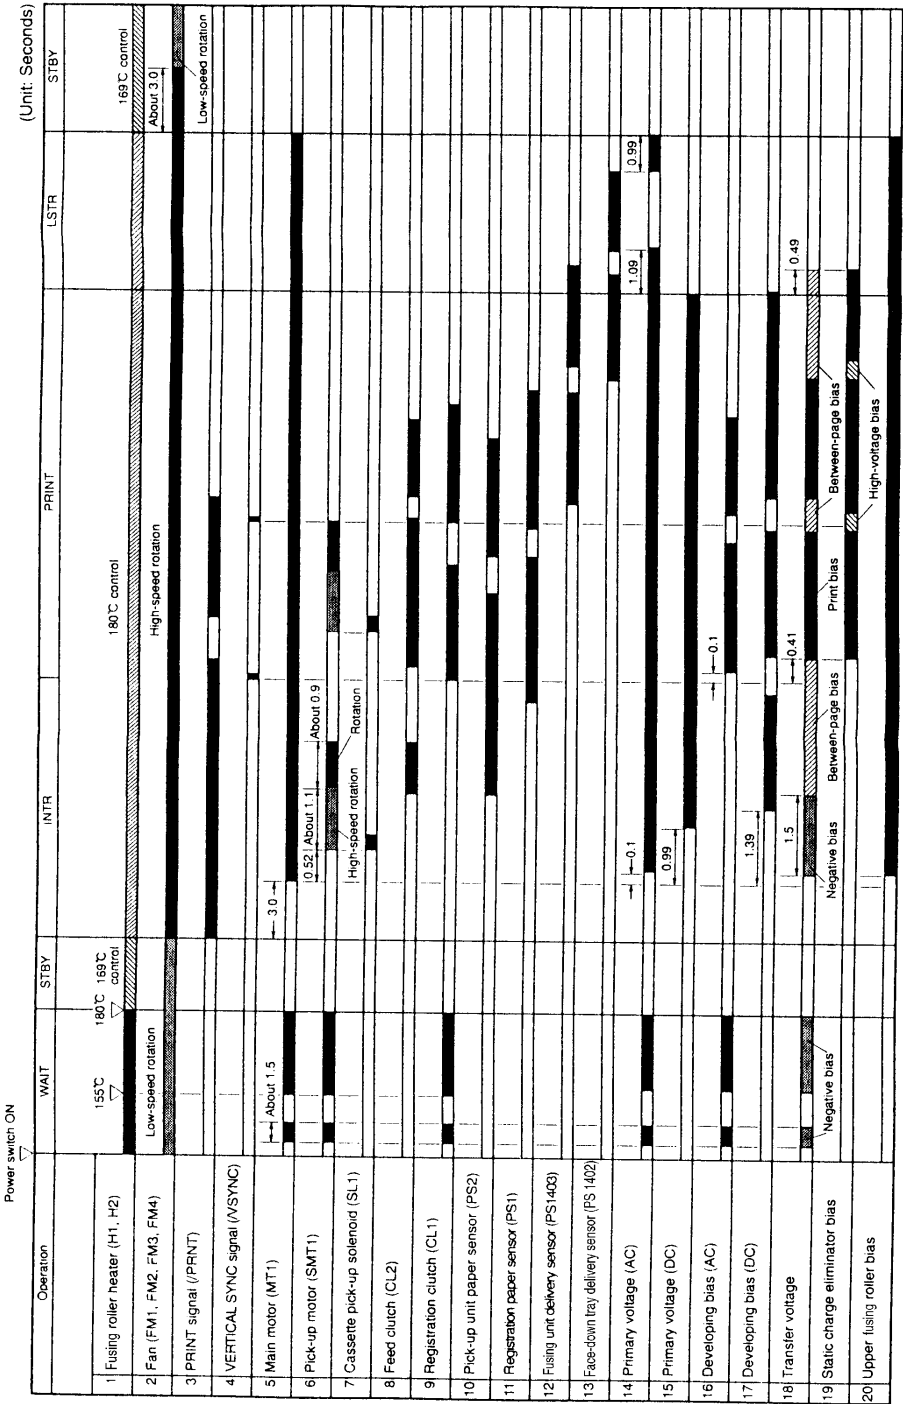 (Unit: Seconds)
Power switch ON
Operation
WAIT
STBY
INTR
PRINT
LSTR
STBY
155℃
180℃
169℃
control
180℃ control
169℃ control
1 Fusing roller heater (H1, H2)
2 Fan (FM1, FM2, FM3, FM4)
Low-speed rotation
High-speed rotation
About 3.0
Low-speed rotation
3 PRINT signal (/PRNT)
4 VERTICAL SYNC signal (/VSYNC)
5 Main motor (MT1)
About 1.5
3.0
6 Pick-up motor (SMT1)
0.52
About 1.1
About 0.9
High-speed rotation
Rotation
7 Cassette pick-up solenoid (SL1)
8 Feed clutch (CL2)
9 Registration clutch (CL1)
10 Pick-up unit paper sensor (PS2)
11 Registration paper sensor (PS1)
12 Fusing unit delivery sensor (PS1403)
13 Face-down tray delivery sensor (PS 1402)
14 Primary voltage (AC)
0.1
1.09
0.99
15 Primary voltage (DC)
0.99
16 Developing bias (AC)
0.1
17 Developing bias (DC)
1.39
0.41
0.49
18 Transfer voltage
1.5
Negative bias
Negative bias
Between-page bias
Print bias
Between-page bias
19 Static charge eliminator bias
High-voltage bias
20 Upper fusing roller bias